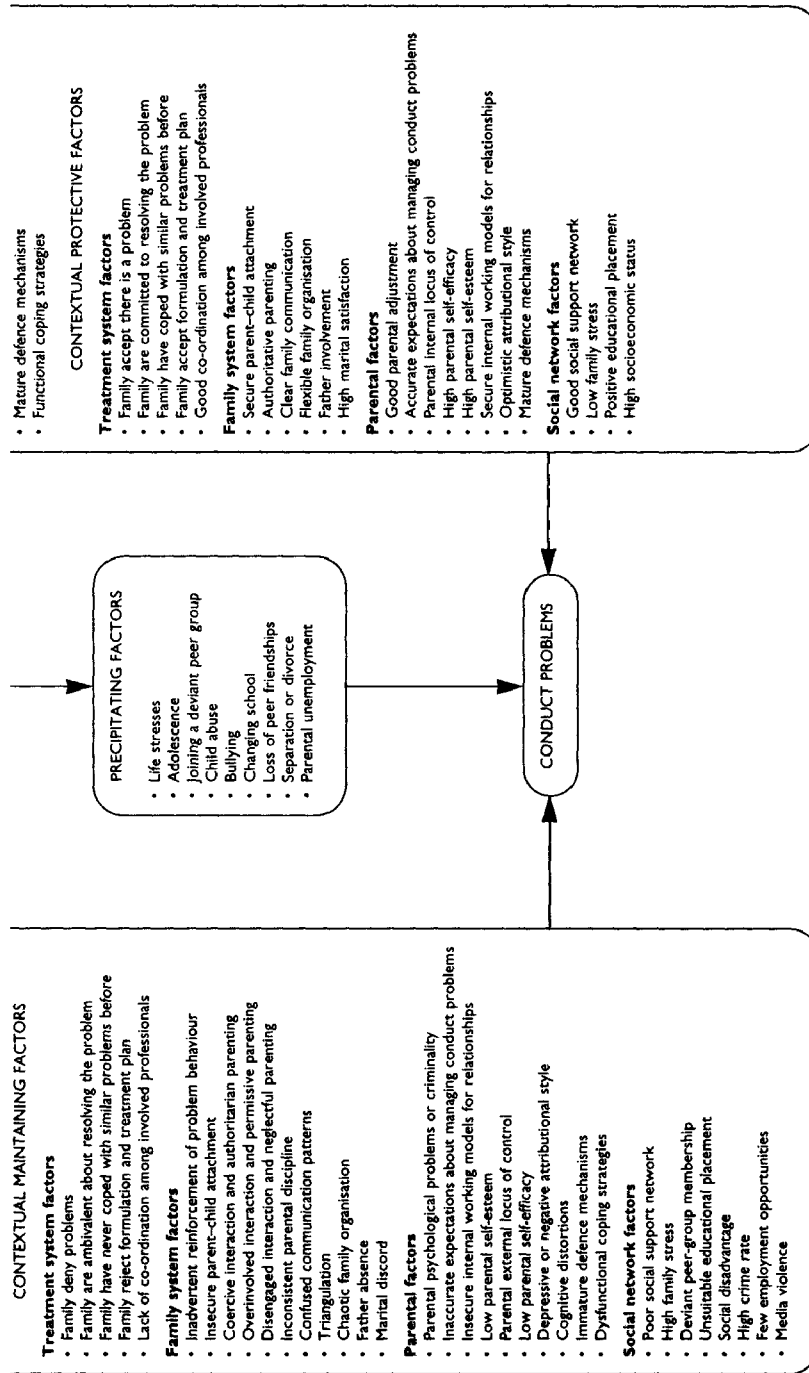 CONTEXTUAL MAINTAINING FACTORS
Treatment system factors
• Family deny problems
• Family are ambivalent about resolving the problem
• Family have never coped with similar problems before
• Family reject formulation and treatment plan
• Lack of co-ordination among involved professionals
Family system factors
• Inadvertent reinforcement of problem behaviour
• Insecure parent–child attachment
• Coercive interaction and authoritarian parenting
• Overinvolved interaction and permissive parenting
• Disengaged interaction and neglectful parenting
• Inconsistent parental discipline
• Confused communication patterns
• Triangulation
• Chaotic family organisation
• Father absence
• Marital discord
Parental factors
• Parental psychological problems or criminality
• Inaccurate expectations about managing conduct problems
• Insecure internal working models for relationships
• Low parental self-esteem
• Parental external locus of control
• Low parental self-efficacy
• Depressive or negative attributional style
• Cognitive distortions
• Immature defence mechanisms
• Dysfunctional coping strategies
Social network factors
• Poor social support network
• High family stress
• Deviant peer-group membership
• Unsuitable educational placement
• Social disadvantage
• High crime rate
• Few employment opportunities
• Media violence
PRECIPITATING FACTORS
• Life stresses
• Adolescence
• Joining a deviant peer group
• Child abuse
• Bullying
• Changing school
• Loss of peer friendships
• Separation or divorce
• Parental unemployment
CONDUCT PROBLEMS
• Mature defence mechanisms
• Functional coping strategies
CONTEXTUAL PROTECTIVE FACTORS
Treatment system factors
• Family accept there is a problem
• Family are committed to resolving the problem
• Family have coped with similar problems before
• Family accept formulation and treatment plan
• Good co-ordination among involved professionals
Family system factors
• Secure parent–child attachment
• Authoritative parenting
• Clear family communication
• Flexible family organisation
• Father involvement
• High marital satisfaction
Parental factors
• Good parental adjustment
• Accurate expectations about managing conduct problems
• Parental internal locus of control
• High parental self-efficacy
• High parental self-esteem
• Secure internal working models for relationships
• Optimistic attributional style
• Mature defence mechanisms
Social network factors
• Good social support network
• Low family stress
• Positive educational placement
• High socioeconomic status